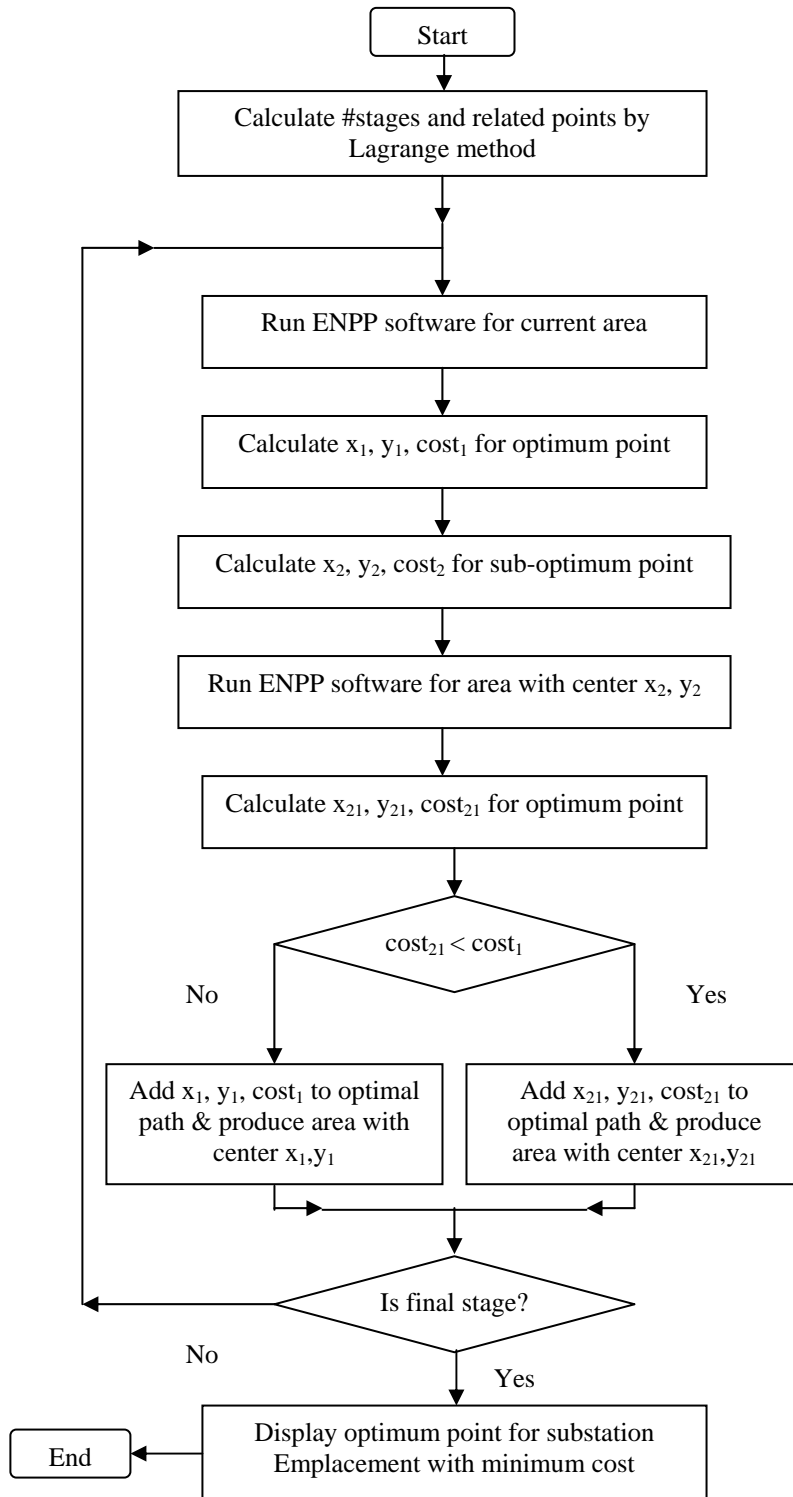 Start
Calculate #stages and related points by
Lagrange method
Run ENPP software for current area
Calculate x₁, y₁, cost₁ for optimum point
Calculate x₂, y₂, cost₂ for sub-optimum point
Run ENPP software for area with center x₂, y₂
Calculate x₂₁, y₂₁, cost₂₁ for optimum point
cost₂₁ < cost₁
No
Yes
Add x₁, y₁, cost₁ to optimal
path & produce area with
center x₁,y₁
Add x₂₁, y₂₁, cost₂₁ to
optimal path & produce
area with center x₂₁,y₂₁
Is final stage?
No
Yes
Display optimum point for substation
Emplacement with minimum cost
End